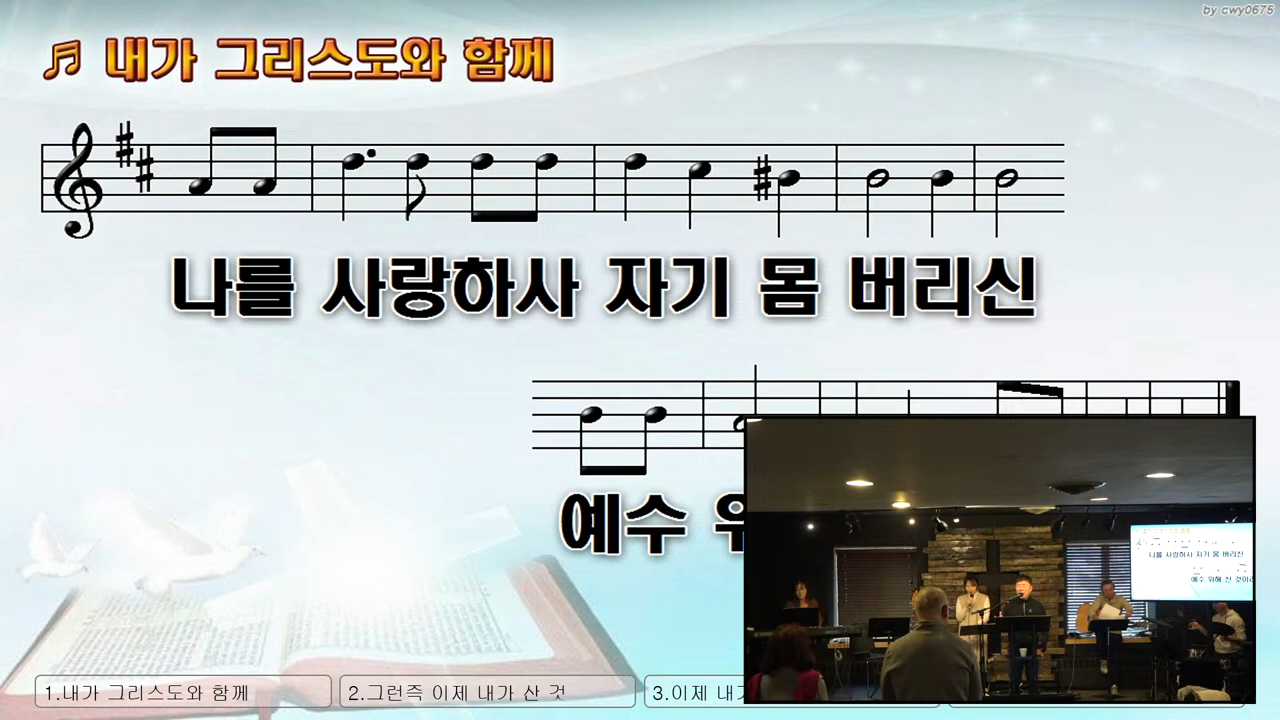 by cwy0675
내가 그리스도와 함께
나를 사랑하사 자기 몸 버리신
예수
나를 사랑하사 자기 몸 버리신
예수 위해 산 것이라
1.내가 그리스도와 함께
2.그런즉 이제 내가 산 것
3.이제